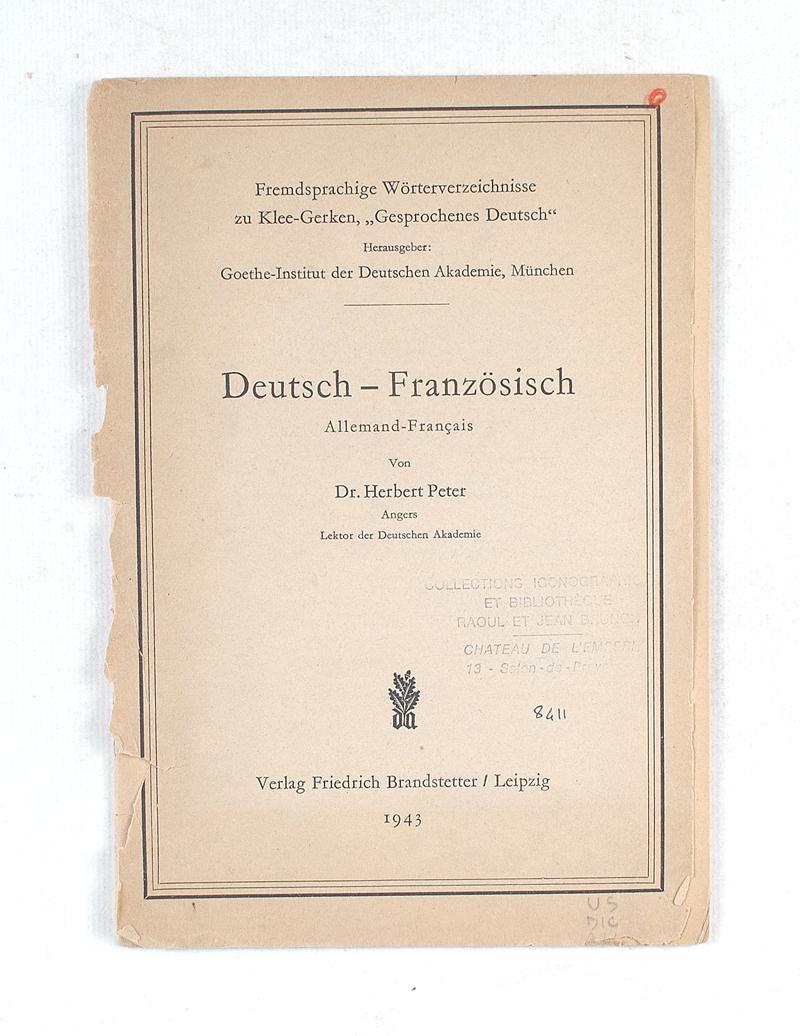 Fremdsprachige Wörterverzeichnisse
zu Klee-Gerken, „Gesprochenes Deutsch“
Herausgeber:
Goethe-Institut der Deutschen Akademie, München
Deutsch – Französisch
Allemand-Français
Von
Dr. Herbert Peter
Angers
Lektor der Deutschen Akademie
COLLECTIONS
ET BIBLIOTHÈQUE
RAOUL ET JEAN
CHATEAU DE
13 - Salon-de-
da
8411
Verlag Friedrich Brandstetter / Leipzig
1943
US